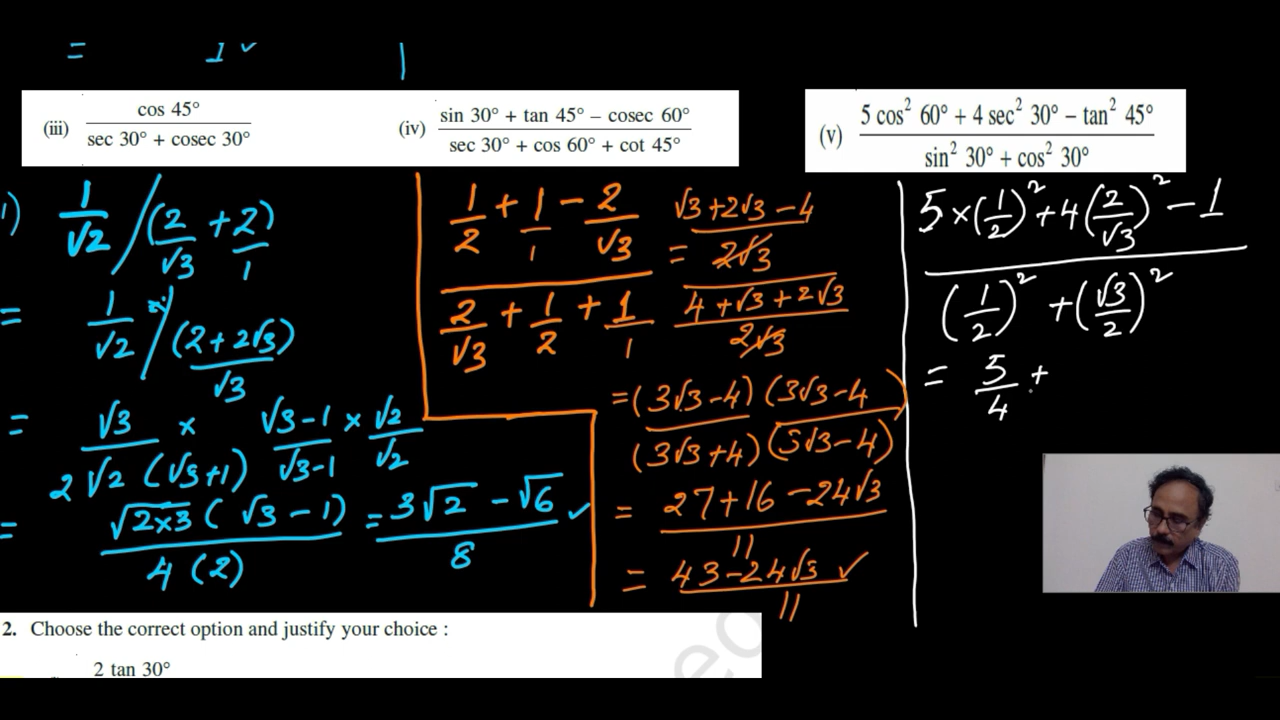 = 1 ✓
(iii) cos 45° / sec 30° + cosec 30°
(iv) sin 30° + tan 45° – cosec 60° / sec 30° + cos 60° + cot 45°
(v) 5 cos² 60° + 4 sec² 30° – tan² 45° / sin² 30° + cos² 30°
1/√2 / (2/√3 + 2/1)
= 1/√2 / (2+2√3)/√3
= √3 / 2√2 (√3+1) × √3-1/√3-1 × √2/√2
= √2×3 (√3-1) / 4(2) = 3√2 - √6 / 8 ✓
1/2 + 1/1 - 2/√3
2/√3 + 1/2 + 1/1
= √3+2√3-4 / 2√3
4+√3+2√3 / 2√3
= (3√3-4) (3√3-4
(3√3+4) (3√3-4)
= 27+16-24√3 / 11
= 43-24√3 / 11 ✓
5×(1/2)²+4(2/√3)²-1
(1/2)² + (√3/2)²
= 5/4 +
2. Choose the correct option and justify your choice :
2 tan 30°